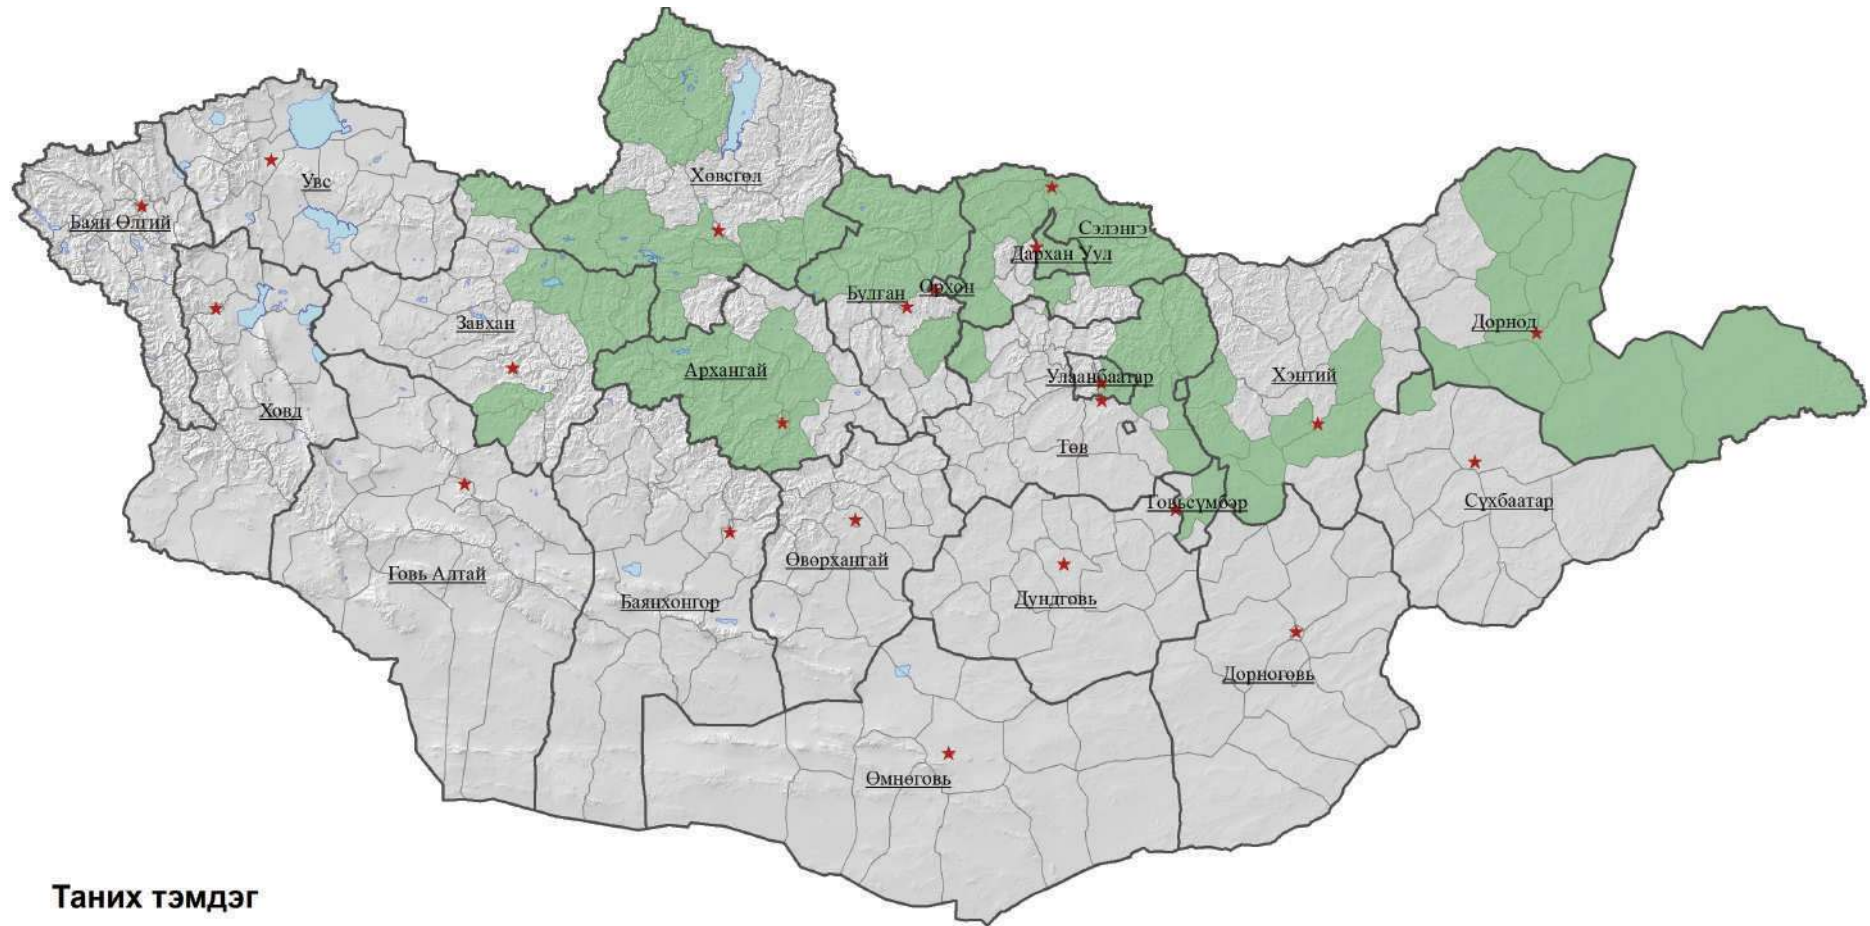 Хөвсгөл
Увс
Баян Өлгий
Сэлэнгэ
Дархан Уул
Орхон
Булган
Завхан
Дорнод
Архангай
Улаанбаатар
Хэнтий
Ховд
Төв
Говьсүмбэр
Сүхбаатар
Өвөрхангай
Говь Алтай
Баянхонгор
Дундговь
Дорноговь
Өмнөговь
Таних тэмдэг